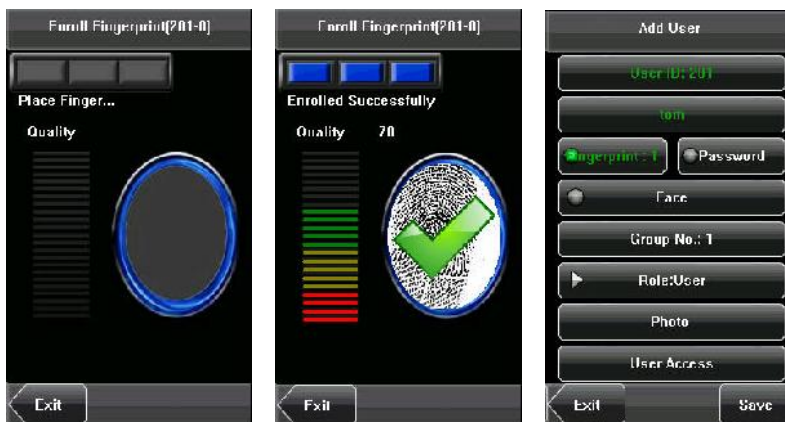 Enroll Fingerprint(201-0)
Place Finger...
Quality
Exit
Enroll Fingerprint(201-0)
Enrolled Successfully
Quality 70
Exit
Add User
User ID: 201
tom
Fingerprint : 1
Password
Face
Group No.: 1
Role:User
Photo
User Access
Exit
Save